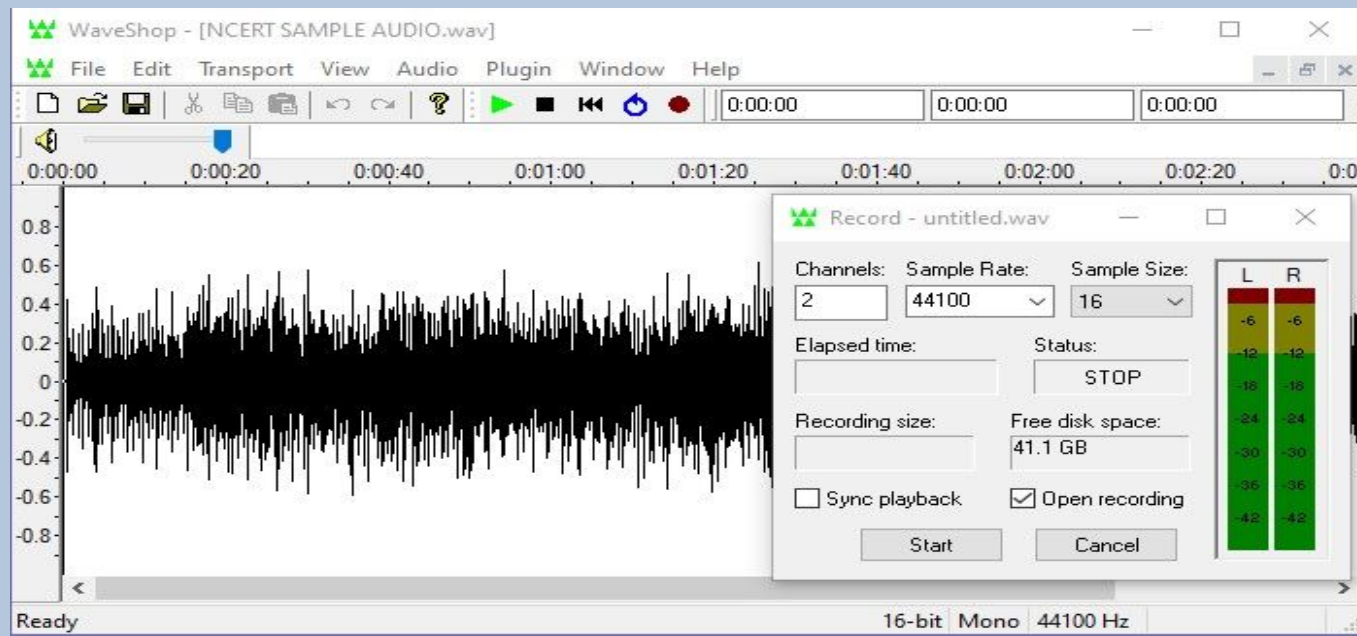 WaveShop - [NCERT SAMPLE AUDIO.wav]
File Edit Transport View Audio Plugin Window Help
0:00:00 0:00:00 0:00:00
0:00:00 0:00:20 0:00:40 0:01:00 0:01:20 0:01:40 0:02:00 0:02:20 0:0
0.8
0.6
0.4
0.2
0
-0.2
-0.4
-0.6
-0.8
Record - untitled.wav
Channels: Sample Rate: Sample Size:
2 44100 16
Elapsed time: Status:
STOP
Recording size: Free disk space:
41.1 GB
Sync playback Open recording
Start Cancel
L R
-6 -6
-12 -12
-18 -18
-24 -24
-30 -30
-36 -36
-42 -42
Ready 16-bit Mono 44100 Hz